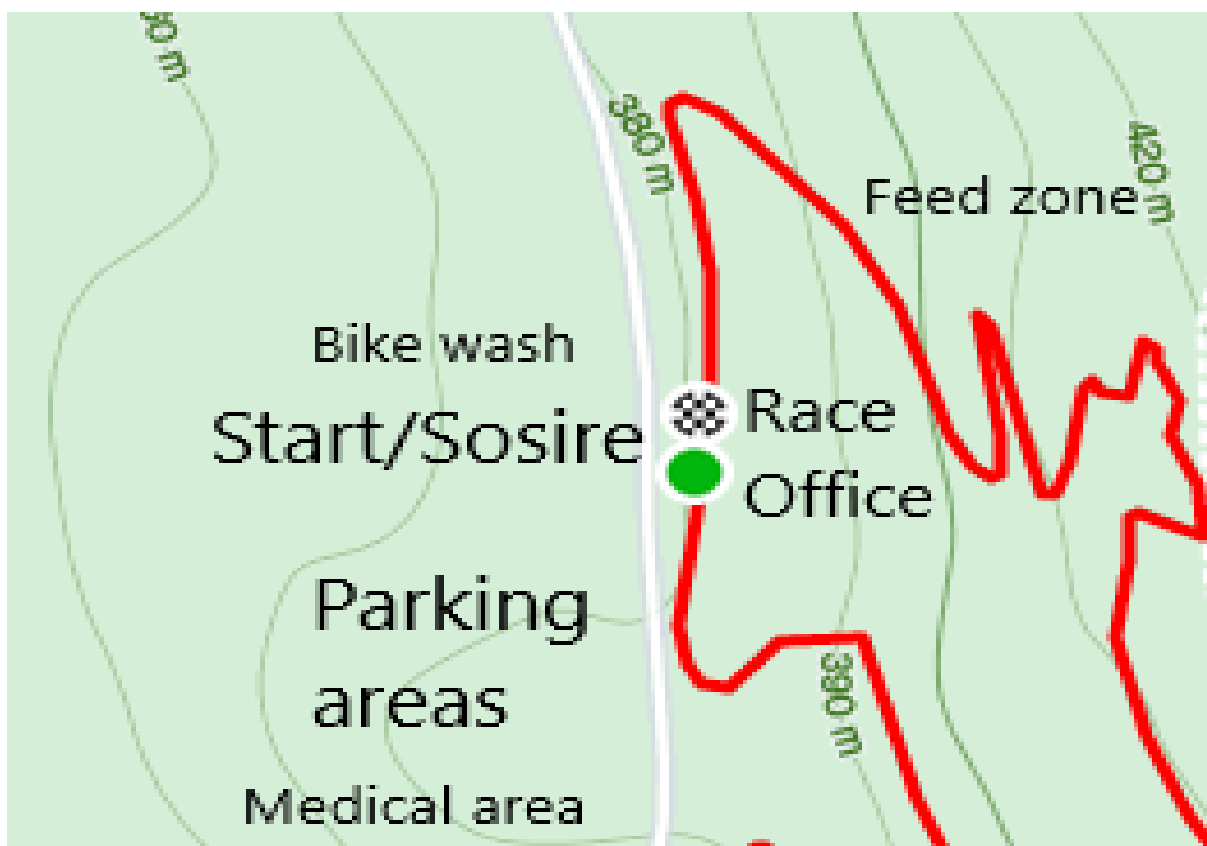 380 m
420 m
Feed zone
Bike wash
Start/Sosire
Race
Office
Parking
areas
390 m
Medical area